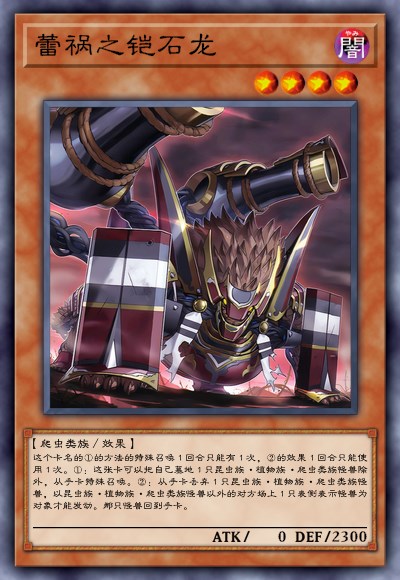 蕾祸之铠石龙
やみ
闇
【爬虫类族/效果】
这个卡名的①的方法的特殊召唤1回合只能有1次,②的效果1回合只能使
用1次。①:这张卡可以把自己墓地1只昆虫族·植物族·爬虫类族怪兽除
外,从手卡特殊召唤。②:从手卡丢弃1只昆虫族·植物族·爬虫类族怪
兽,以昆虫族·植物族·爬虫类族怪兽以外的对方场上1只表侧表示怪兽为
对象才能发动。那只怪兽回到手卡。
ATK/ 0 DEF/2300